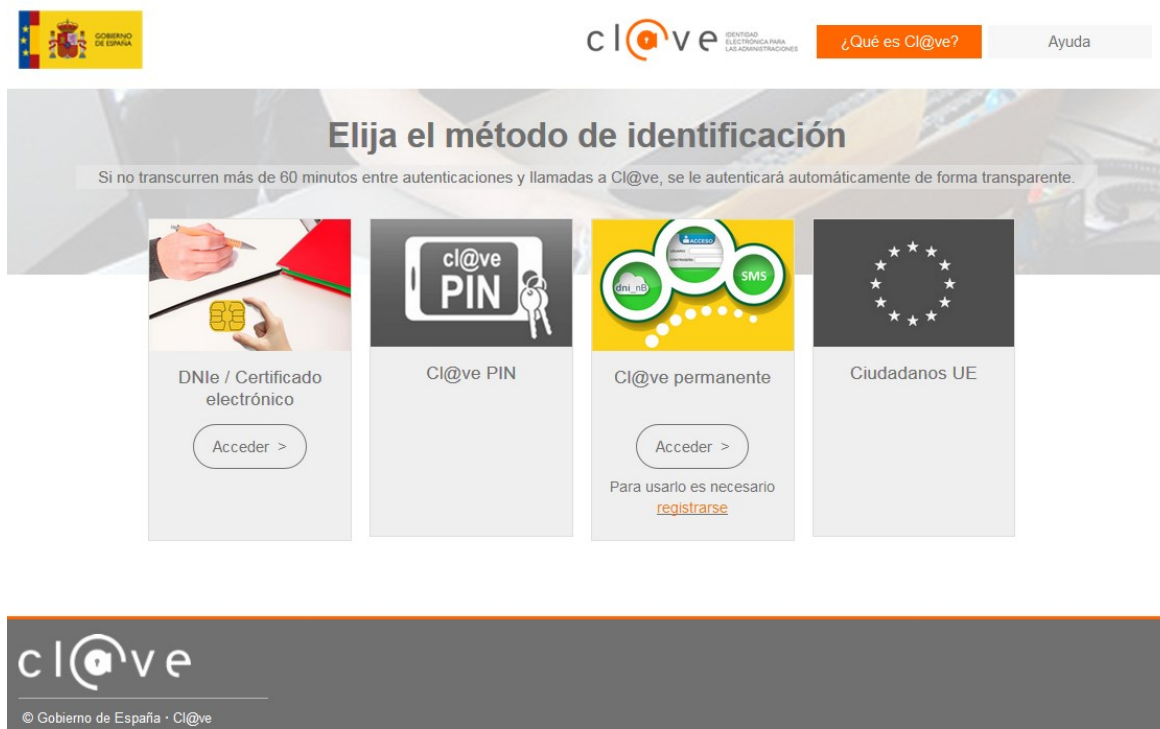 GOBIERNO
DE ESPAÑA
cl@ve
IDENTIDAD
ELECTRÓNICA PARA
LAS ADMINISTRACIONES
¿Qué es Cl@ve?
Ayuda
Elija el método de identificación
Si no transcurren más de 60 minutos entre autenticaciones y llamadas a Cl@ve, se le autenticará automáticamente de forma transparente.
cl@ve
PIN
ACCESO
USUARIO
CONTRASEÑA
dni_nB
SMS
DNIe / Certificado
electrónico
Acceder >
Cl@ve PIN
Cl@ve permanente
Acceder >
Para usarlo es necesario
registrarse
Ciudadanos UE
cl@ve
© Gobierno de España · Cl@ve